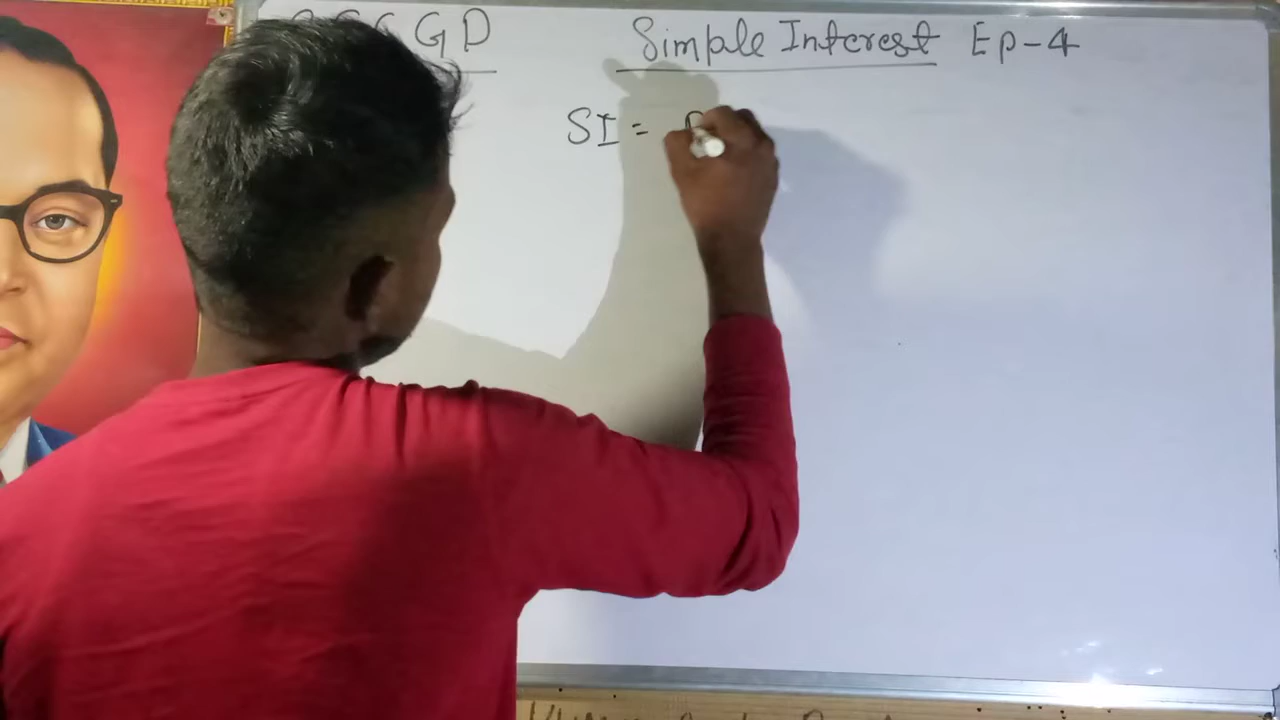 GD Simple Interest Ep-4
SI =